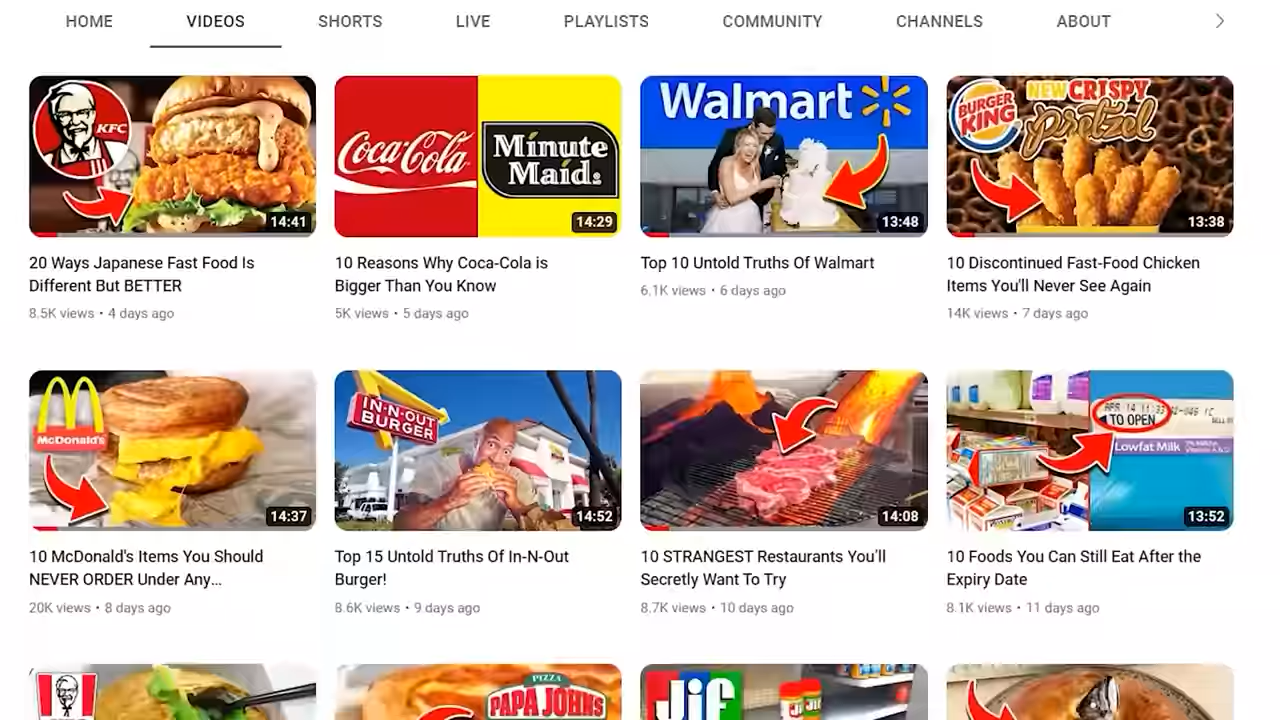 HOME VIDEOS SHORTS LIVE PLAYLISTS COMMUNITY CHANNELS ABOUT
KFC
14:41
Coca-Cola
Minute
Maid
14:29
Walmart
13:48
BURGER
KING
NEW CRISPY
pretzel
13:38
20 Ways Japanese Fast Food Is
Different But BETTER
8.5K views • 4 days ago
10 Reasons Why Coca-Cola is
Bigger Than You Know
5K views • 5 days ago
Top 10 Untold Truths Of Walmart
6.1K views • 6 days ago
10 Discontinued Fast-Food Chicken
Items You'll Never See Again
14K views • 7 days ago
McDonald's
14:37
IN-N-OUT
BURGER
14:52
14:08
APR 14
TO OPEN
Lowfat Milk
13:52
10 McDonald's Items You Should
NEVER ORDER Under Any...
20K views • 8 days ago
Top 15 Untold Truths Of In-N-Out
Burger!
8.6K views • 9 days ago
10 STRANGEST Restaurants You'll
Secretly Want To Try
8.7K views • 10 days ago
10 Foods You Can Still Eat After the
Expiry Date
8.1K views • 11 days ago
PIZZA
PAPA JOHNS
Jif